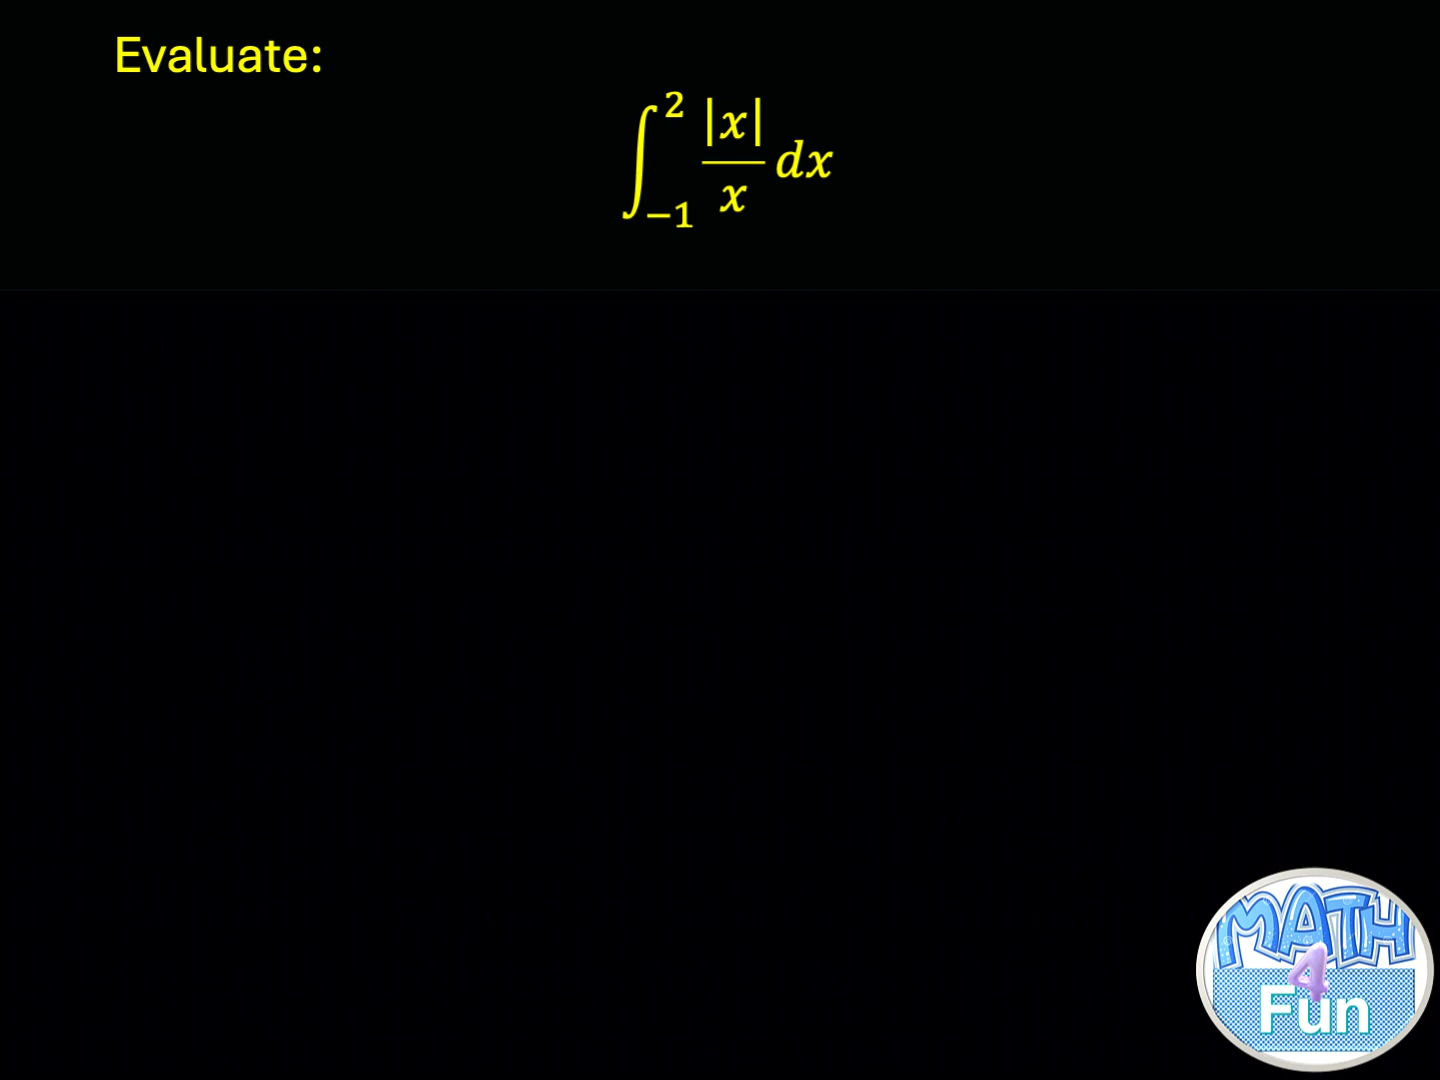 Evaluate:
∫_{-1}^{2} |x|/x dx
MATH
4
Fun